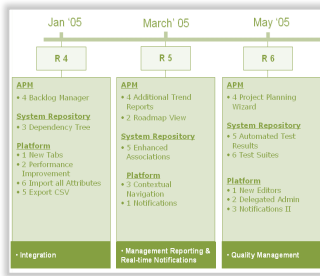 Jan '05
March' 05
May '05
R 4
R 5
R 6
APM
• 4 Backlog Manager
System Repository
• 3 Dependency Tree
Platform
• 1 New Tabs
• 2 Performance
Improvement
• 6 Import all Attributes
• 5 Export CSV
• Integration
APM
• 4 Additional Trend
Reports
• 2 Roadmap View
System Repository
• 5 Enhanced
Associations
Platform
• 3 Contextual
Navigation
• 1 Notifications
• Management Reporting &
Real-time Notifications
APM
• 4 Project Planning
Wizard
System Repository
• 5 Automated Test
Results
• 6 Test Suites
Platform
• 1 New Editors
• 2 Delegated Admin
• 3 Notifications II
• Quality Management